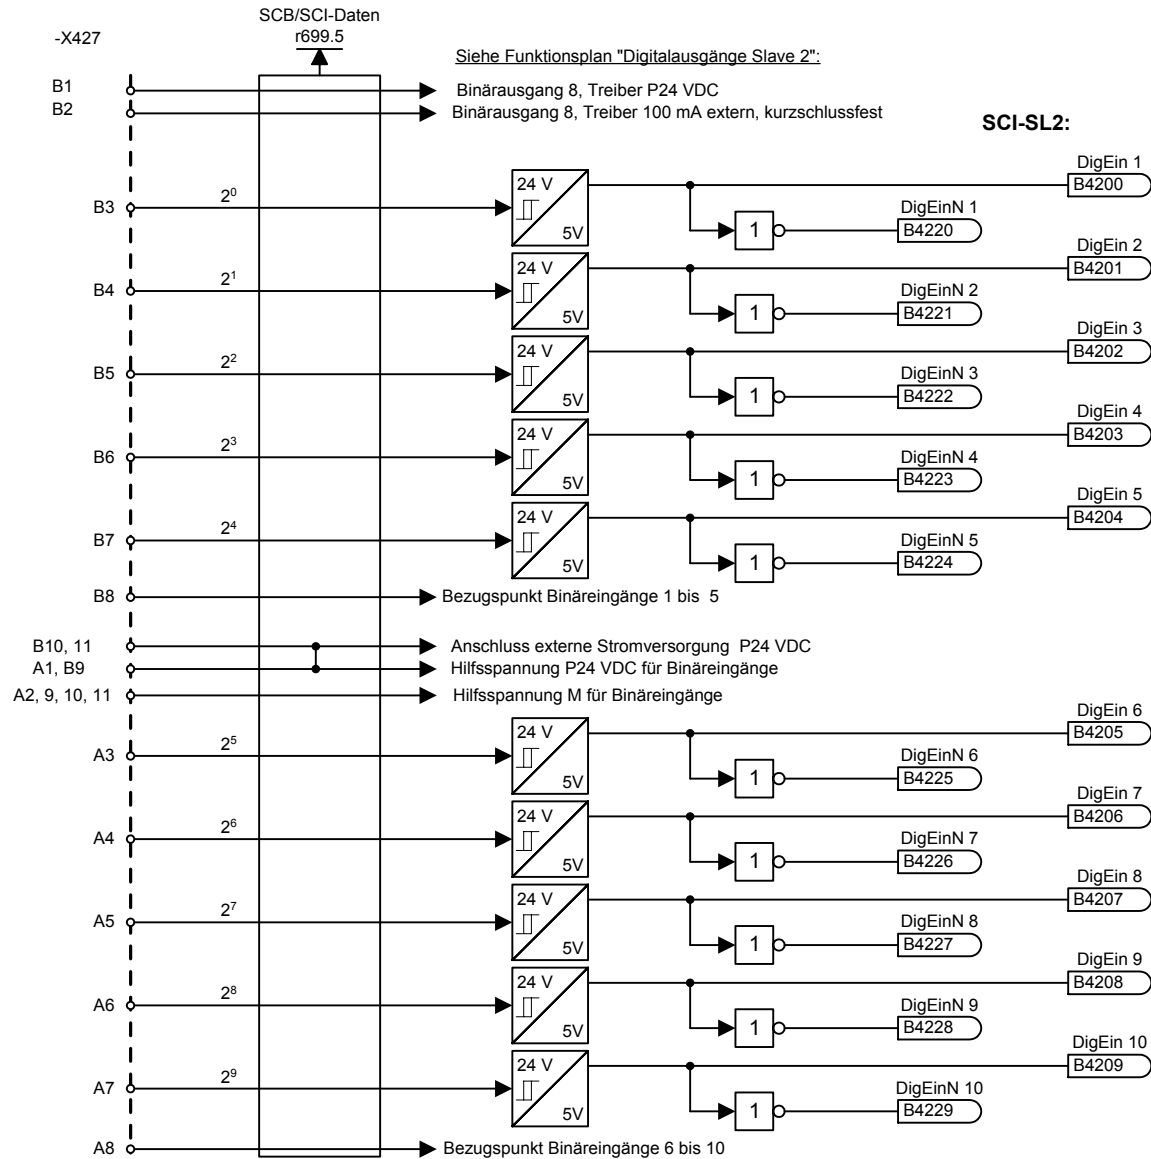 SCB/SCI-Daten
-X427
r699.5
Siehe Funktionsplan "Digitalausgänge Slave 2":
B1
Binärausgang 8, Treiber P24 VDC
B2
Binärausgang 8, Treiber 100 mA extern, kurzschlussfest
SCI-SL2:
DigEin 1
24 V
B4200
B3
2⁰
DigEinN 1
5V
1
B4220
DigEin 2
24 V
B4201
B4
2¹
DigEinN 2
5V
1
B4221
DigEin 3
24 V
B4202
B5
2²
DigEinN 3
5V
1
B4222
DigEin 4
24 V
B4203
B6
2³
DigEinN 4
5V
1
B4223
DigEin 5
24 V
B4204
B7
2⁴
DigEinN 5
5V
1
B4224
B8
Bezugspunkt Binäreingänge 1 bis 5
B10, 11
Anschluss externe Stromversorgung P24 VDC
A1, B9
Hilfsspannung P24 VDC für Binäreingänge
A2, 9, 10, 11
Hilfsspannung M für Binäreingänge
DigEin 6
24 V
B4205
A3
2⁵
DigEinN 6
5V
1
B4225
DigEin 7
24 V
B4206
A4
2⁶
DigEinN 7
5V
1
B4226
DigEin 8
24 V
B4207
A5
2⁷
DigEinN 8
5V
1
B4227
DigEin 9
24 V
B4208
A6
2⁸
DigEinN 9
5V
1
B4228
DigEin 10
24 V
B4209
A7
2⁹
DigEinN 10
5V
1
B4229
A8
Bezugspunkt Binäreingänge 6 bis 10